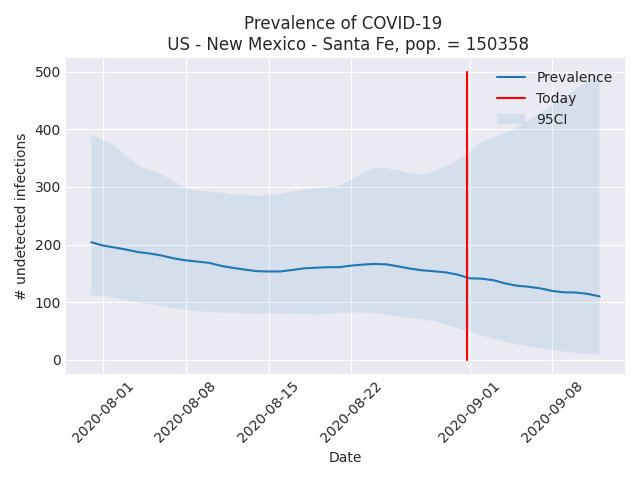 Prevalence of COVID-19
US - New Mexico - Santa Fe, pop. = 150358
500
400
300
200
100
0
# undetected infections
Prevalence
Today
95CI
2020-08-01
2020-08-08
2020-08-15
2020-08-22
2020-09-01
2020-09-08
Date